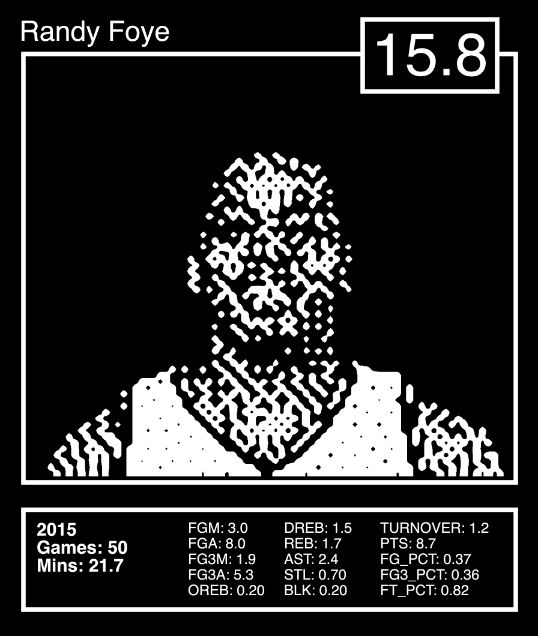 Randy Foye
15.8
2015
Games: 50
Mins: 21.7
FGM: 3.0
FGA: 8.0
FG3M: 1.9
FG3A: 5.3
OREB: 0.20
DREB: 1.5
REB: 1.7
AST: 2.4
STL: 0.70
BLK: 0.20
TURNOVER: 1.2
PTS: 8.7
FG_PCT: 0.37
FG3_PCT: 0.36
FT_PCT: 0.82